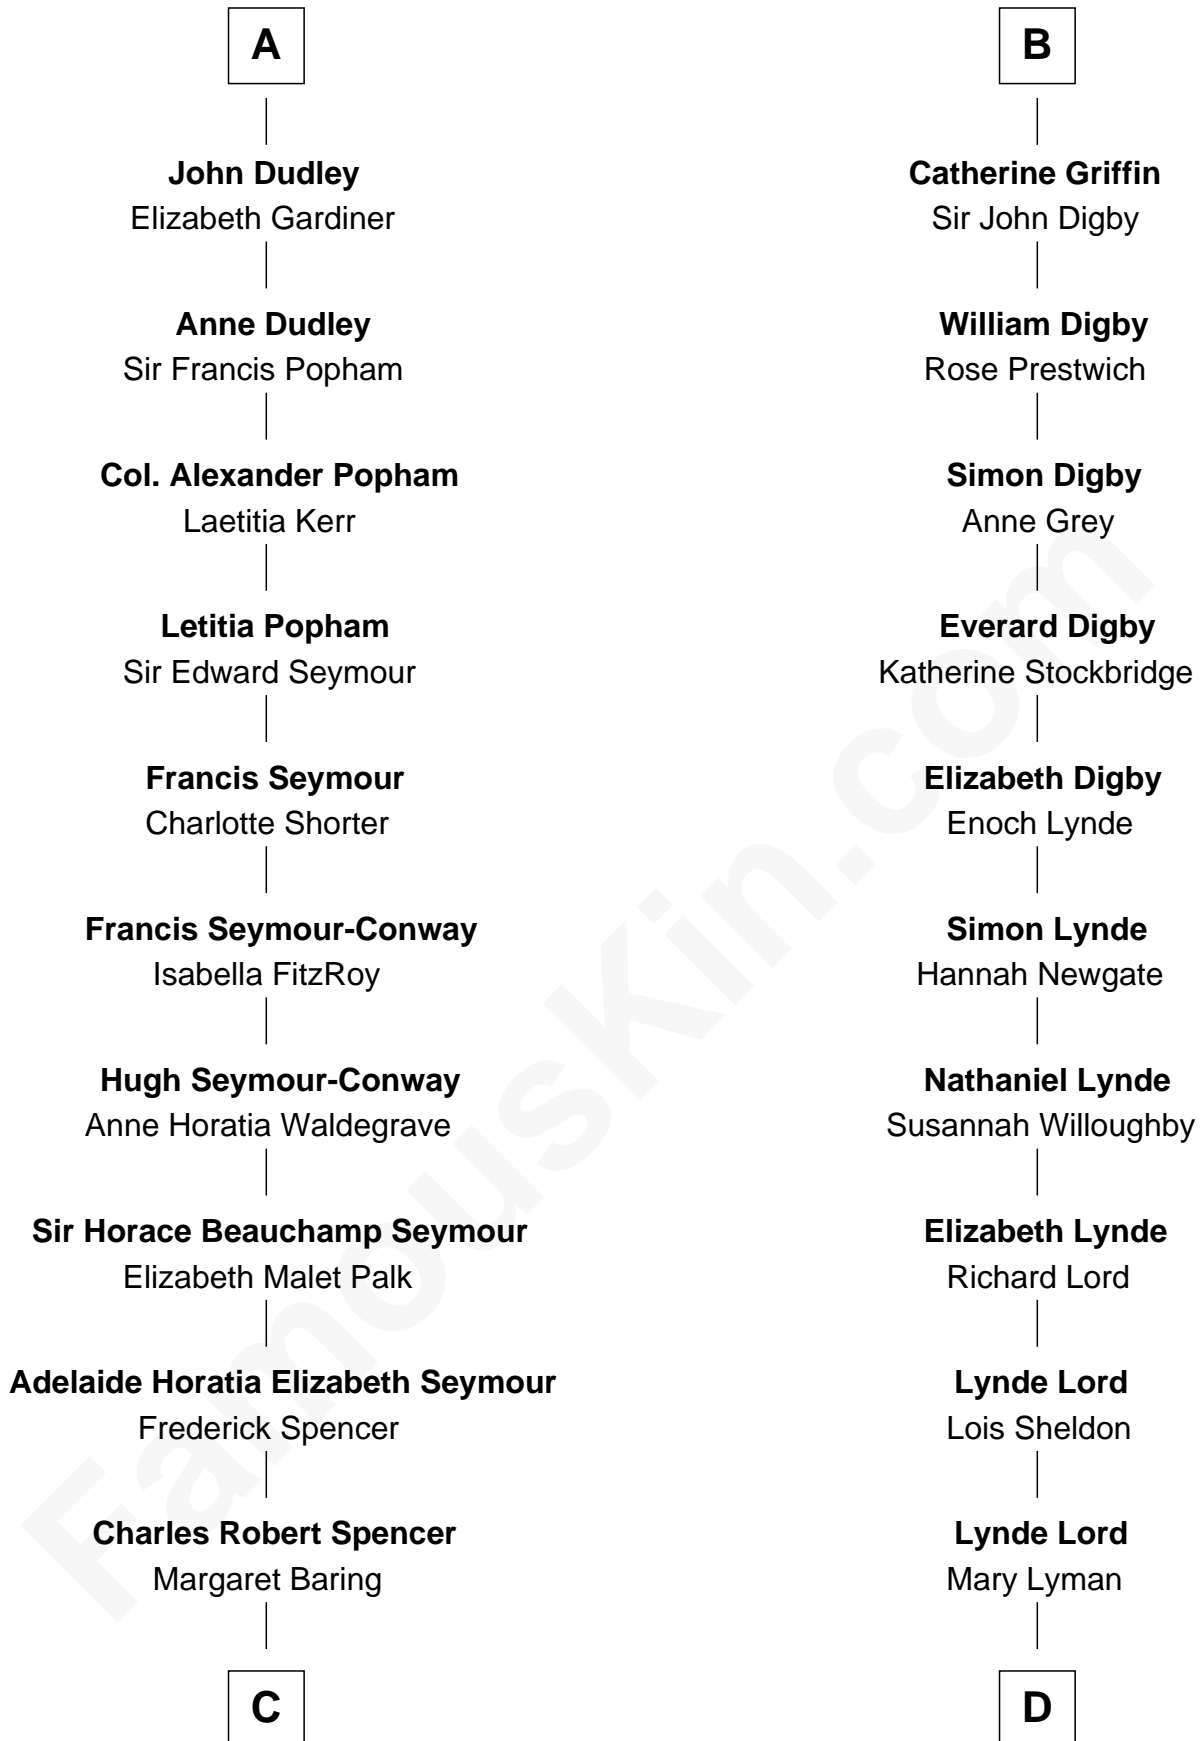 A
John Dudley
Elizabeth Gardiner
Anne Dudley
Sir Francis Popham
Col. Alexander Popham
Laetitia Kerr
Letitia Popham
Sir Edward Seymour
Francis Seymour
Charlotte Shorter
Francis Seymour-Conway
Isabella FitzRoy
Hugh Seymour-Conway
Anne Horatia Waldegrave
Sir Horace Beauchamp Seymour
Elizabeth Malet Palk
Adelaide Horatia Elizabeth Seymour
Frederick Spencer
Charles Robert Spencer
Margaret Baring
C
B
Catherine Griffin
Sir John Digby
William Digby
Rose Prestwich
Simon Digby
Anne Grey
Everard Digby
Katherine Stockbridge
Elizabeth Digby
Enoch Lynde
Simon Lynde
Hannah Newgate
Nathaniel Lynde
Susannah Willoughby
Elizabeth Lynde
Richard Lord
Lynde Lord
Lois Sheldon
Lynde Lord
Mary Lyman
D
FamousKin.com